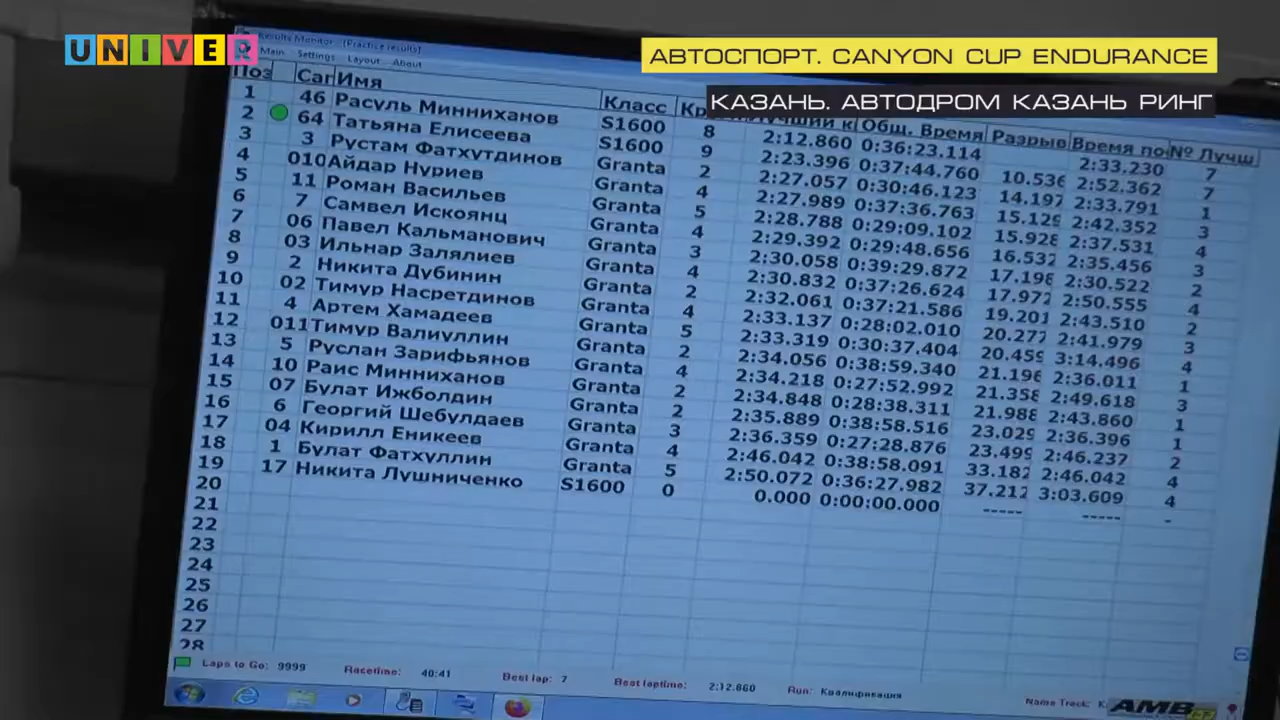 UNIVER
АВТОСПОРТ. CANYON CUP ENDURANCE
КАЗАНЬ. АВТОДРОМ КАЗАНЬ РИНГ
Results Monitor - [Practice results]
Main Settings Layout About
Поз Car Имя Класс Кр Лучший к Общ. Время Разрыв Время по № Лучш
1 46 Расуль Минниханов S1600 8 2:12.860 0:36:23.114 2:33.230 7
2 64 Татьяна Елисеева S1600 9 2:23.396 0:37:44.760 10.536 2:52.362 7
3 3 Рустам Фатхутдинов Granta 2 2:27.057 0:30:46.123 14.197 2:33.791 1
4 010 Айдар Нуриев Granta 4 2:27.989 0:37:36.763 15.129 2:42.352 3
5 11 Роман Васильев Granta 5 2:28.788 0:29:09.102 15.928 2:37.531 4
6 7 Самвел Искоянц Granta 4 2:29.392 0:29:48.656 16.532 2:35.456 3
7 06 Павел Кальманович Granta 3 2:30.058 0:39:29.872 17.198 2:30.522 2
8 03 Ильнар Залялиев Granta 4 2:30.832 0:37:26.624 17.972 2:50.555 4
9 2 Никита Дубинин Granta 2 2:32.061 0:37:21.586 19.201 2:43.510 2
10 02 Тимур Насретдинов Granta 4 2:33.137 0:28:02.010 20.277 2:41.979 3
11 4 Артем Хамадеев Granta 5 2:33.319 0:30:37.404 20.459 3:14.496 4
12 011 Тимур Валиуллин Granta 2 2:34.056 0:38:59.340 21.196 2:36.011 1
13 5 Руслан Зарифьянов Granta 4 2:34.218 0:27:52.992 21.358 2:49.618 3
14 10 Раис Минниханов Granta 2 2:34.848 0:28:38.311 21.988 2:43.860 1
15 07 Булат Ижболдин Granta 2 2:35.889 0:38:58.516 23.029 2:36.396 1
16 6 Георгий Шебулдаев Granta 3 2:36.359 0:27:28.876 23.499 2:46.237 2
17 04 Кирилл Еникеев Granta 4 2:46.042 0:38:58.091 33.182 2:46.042 4
18 1 Булат Фатхуллин Granta 5 2:50.072 0:36:27.982 37.212 3:03.609 4
19 17 Никита Лушниченко S1600 0 0.000 0:00:00.000 ----- ----- -
20
21
22
23
24
25
26
27
28
Laps to Go: 9999 Racetime: 40:41 Best lap: 7 Best laptime: 2:12.860 Run: Квалификация Name Track: К
AMB